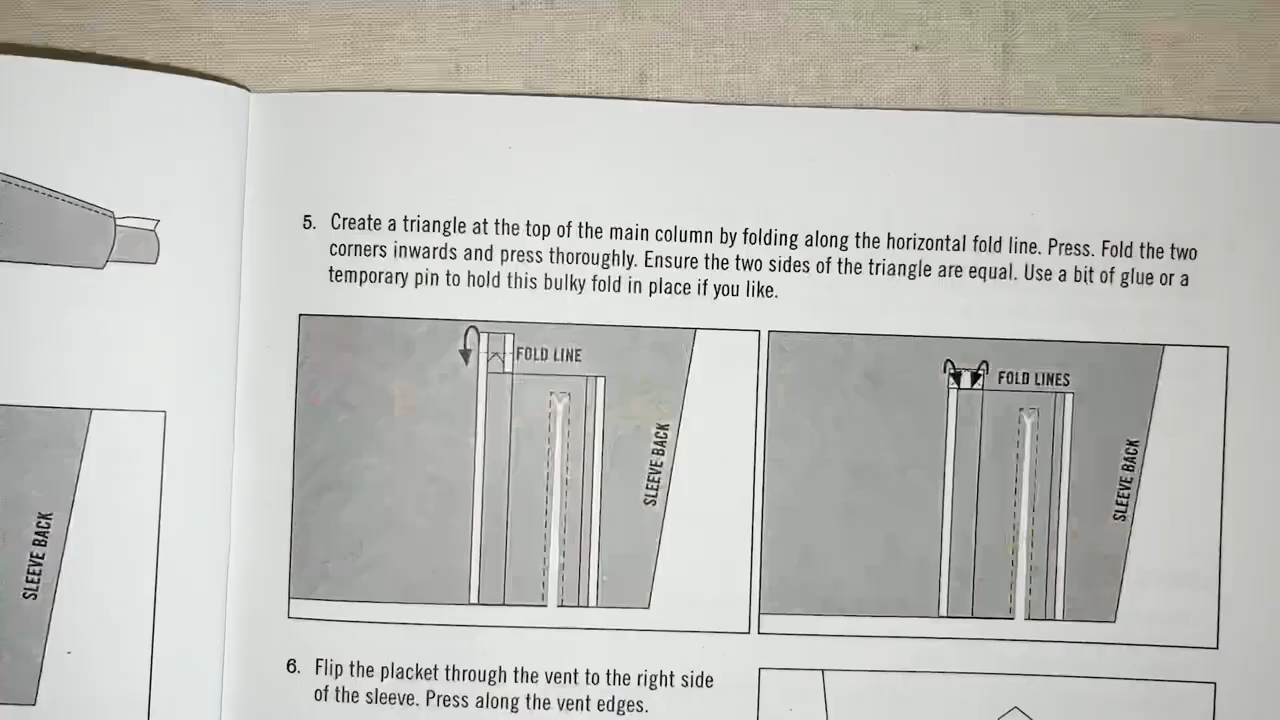 5. Create a triangle at the top of the main column by folding along the horizontal fold line. Press. Fold the two
corners inwards and press thoroughly. Ensure the two sides of the triangle are equal. Use a bit of glue or a
temporary pin to hold this bulky fold in place if you like.
FOLD LINE
SLEEVE BACK
FOLD LINES
SLEEVE BACK
SLEEVE BACK
6. Flip the placket through the vent to the right side
of the sleeve. Press along the vent edges.